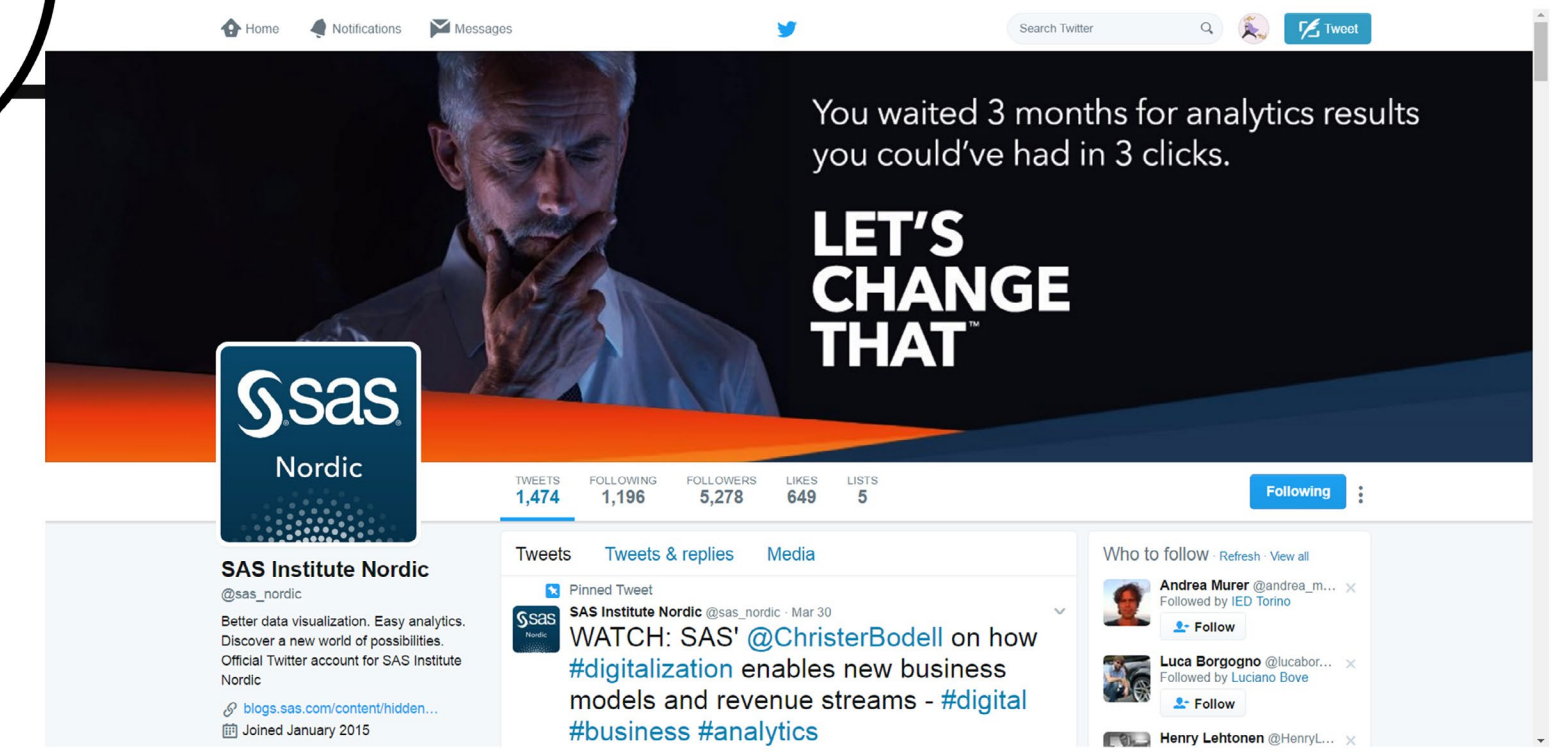 Home
Notifications
Messages
Search Twitter
Tweet
You waited 3 months for analytics results
you could've had in 3 clicks.
LET'S
CHANGE
THAT™
sas
Nordic
TWEETS FOLLOWING FOLLOWERS LIKES LISTS
1,474 1,196 5,278 649 5
Following
SAS Institute Nordic
@sas_nordic
Better data visualization. Easy analytics.
Discover a new world of possibilities.
Official Twitter account for SAS Institute
Nordic
blogs.sas.com/content/hidden...
Joined January 2015
Tweets Tweets & replies Media
Pinned Tweet
sas
Nordic
SAS Institute Nordic @sas_nordic · Mar 30
WATCH: SAS' @ChristerBodell on how
#digitalization enables new business
models and revenue streams - #digital
#business #analytics
Who to follow · Refresh · View all
Andrea Murer @andrea_m...
Followed by IED Torino
Follow
Luca Borgogno @lucabor...
Followed by Luciano Bove
Follow
Henry Lehtonen @HenryL...